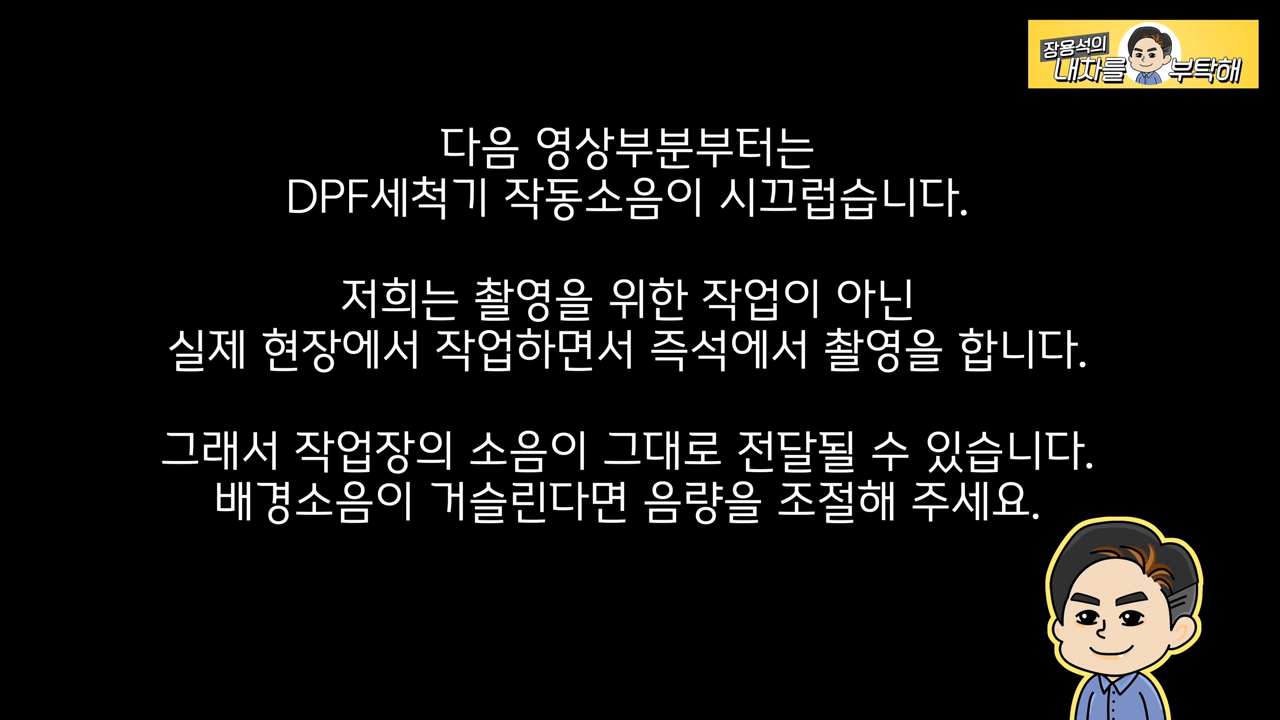 장용석의
내차를 부탁해
다음 영상부분부터는
DPF세척기 작동소음이 시끄럽습니다.
저희는 촬영을 위한 작업이 아닌
실제 현장에서 작업하면서 즉석에서 촬영을 합니다.
그래서 작업장의 소음이 그대로 전달될 수 있습니다.
배경소음이 거슬린다면 음량을 조절해 주세요.